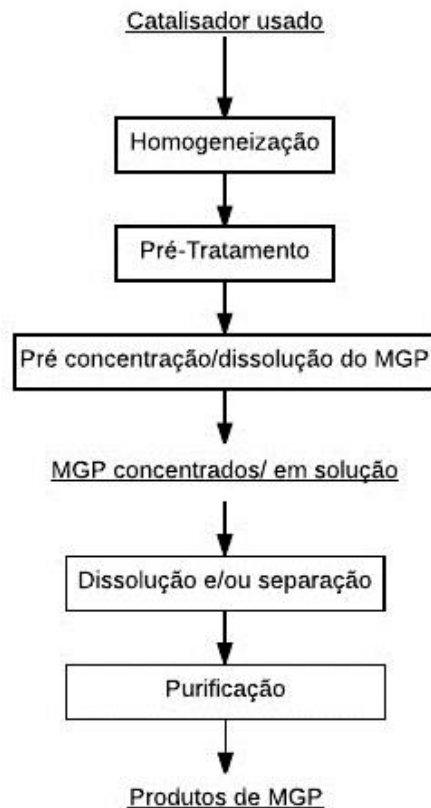 Catalisador usado
Homogeneização
Pré-Tratamento
Pré concentração/dissolução do MGP
MGP concentrados/ em solução
Dissolução e/ou separação
Purificação
Produtos de MGP